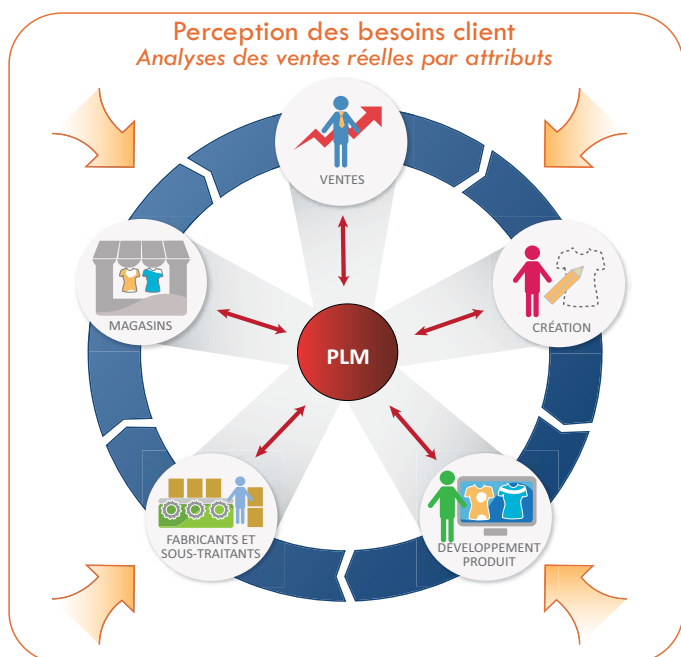 Perception des besoins client
Analyses des ventes réelles par attributs
VENTES
MAGASINS
CRÉATION
PLM
FABRICANTS ET
SOUS-TRAITANTS
DÉVELOPPEMENT
PRODUIT